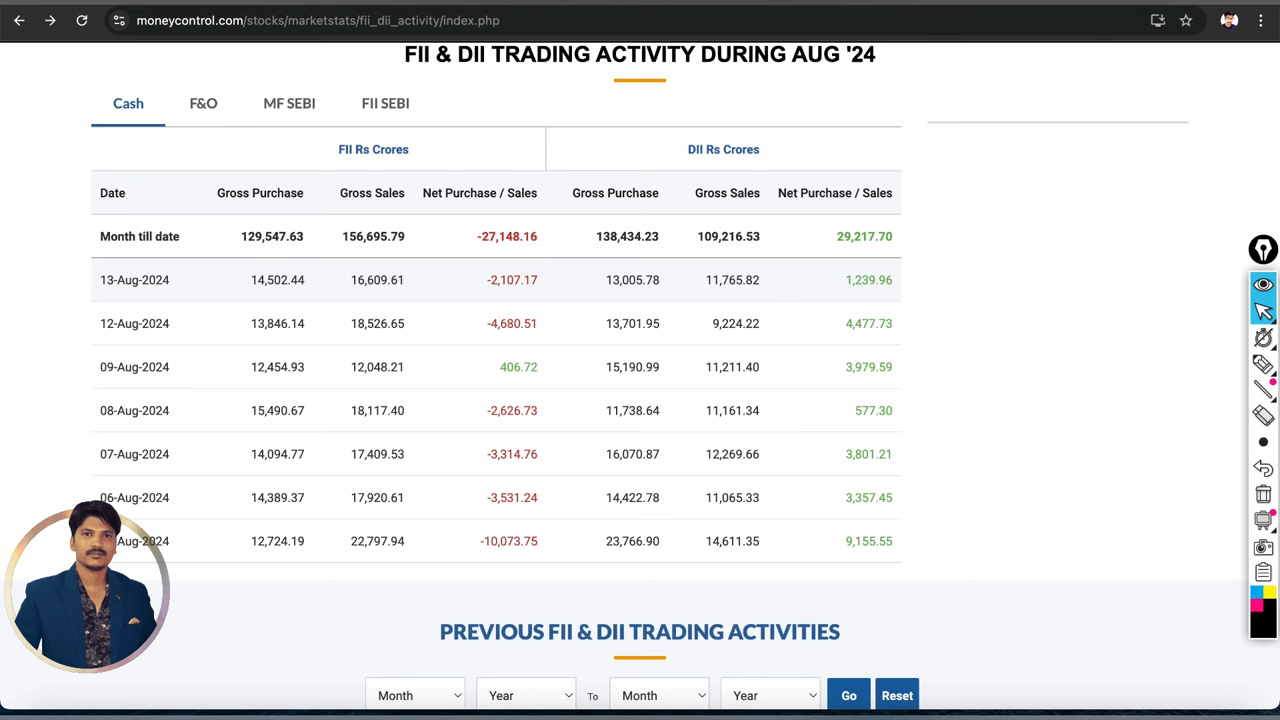 moneycontrol.com/stocks/marketstats/fii_dii_activity/index.php
FII & DII TRADING ACTIVITY DURING AUG '24
Cash F&O MF SEBI FII SEBI
FII Rs Crores DII Rs Crores
Date Gross Purchase Gross Sales Net Purchase / Sales Gross Purchase Gross Sales Net Purchase / Sales
Month till date 129,547.63 156,695.79 -27,148.16 138,434.23 109,216.53 29,217.70
13-Aug-2024 14,502.44 16,609.61 -2,107.17 13,005.78 11,765.82 1,239.96
12-Aug-2024 13,846.14 18,526.65 -4,680.51 13,701.95 9,224.22 4,477.73
09-Aug-2024 12,454.93 12,048.21 406.72 15,190.99 11,211.40 3,979.59
08-Aug-2024 15,490.67 18,117.40 -2,626.73 11,738.64 11,161.34 577.30
07-Aug-2024 14,094.77 17,409.53 -3,314.76 16,070.87 12,269.66 3,801.21
06-Aug-2024 14,389.37 17,920.61 -3,531.24 14,422.78 11,065.33 3,357.45
Aug-2024 12,724.19 22,797.94 -10,073.75 23,766.90 14,611.35 9,155.55
PREVIOUS FII & DII TRADING ACTIVITIES
Month Year To Month Year Go Reset